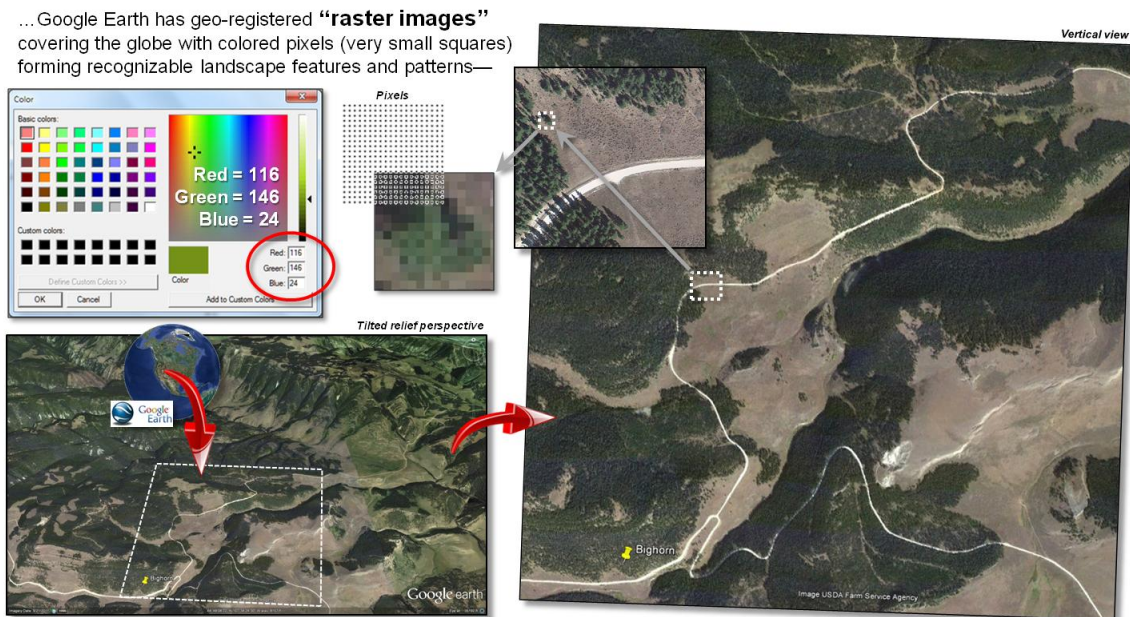 ...Google Earth has geo-registered “raster images”
covering the globe with colored pixels (very small squares)
forming recognizable landscape features and patterns—
Vertical view
Color
Basic colors:
Custom colors:
Define Custom Colors >>
OK
Cancel
Red = 116
Green = 146
Blue = 24
Color
Red: 116
Green: 146
Blue: 24
Add to Custom Colors
Pixels
Tilted relief perspective
Google
Earth
Bighorn
Google earth
Bighorn
Image USDA Farm Service Agency